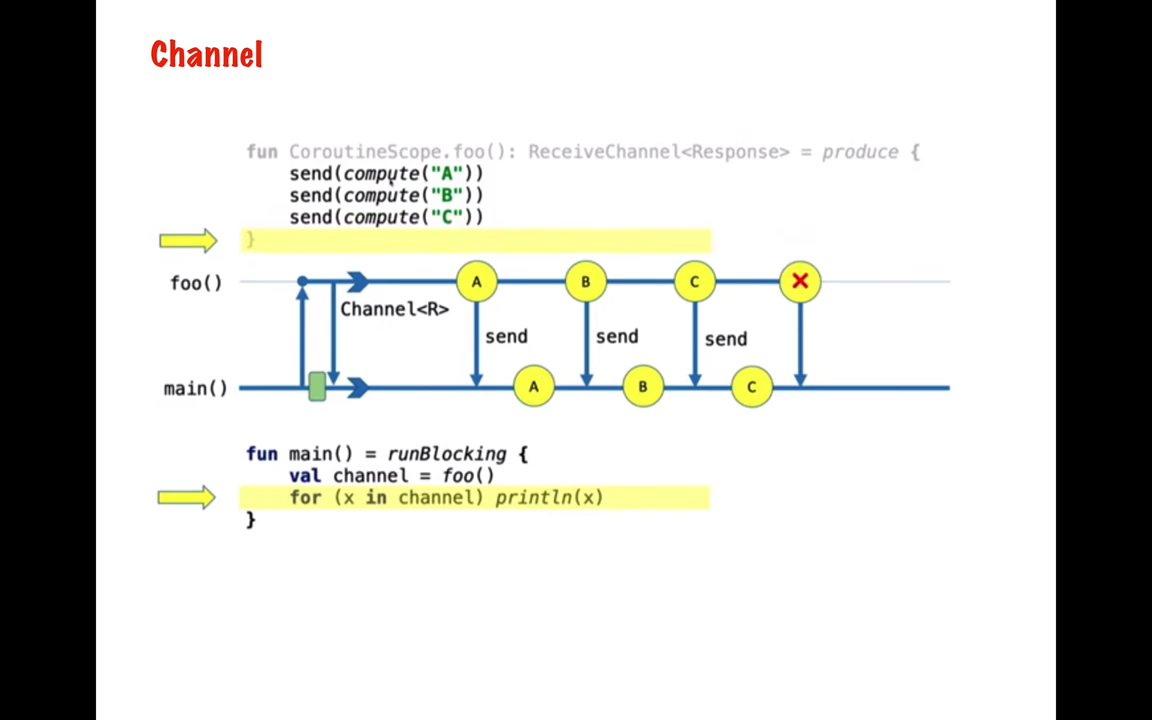 Channel
fun CoroutineScope.foo(): ReceiveChannel<Response> = produce {
send(compute("A"))
send(compute("B"))
send(compute("C"))
}
foo()
A
B
C
Channel<R>
send
send
send
main()
A
B
C
fun main() = runBlocking {
val channel = foo()
for (x in channel) println(x)
}